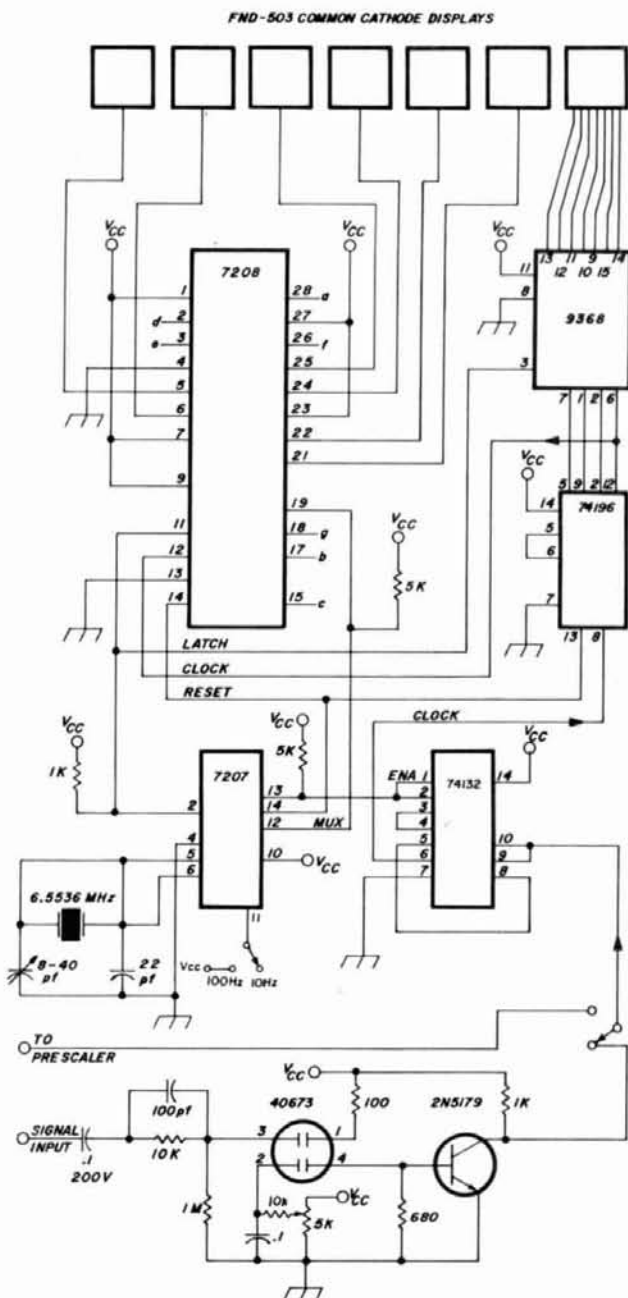 FND-503 COMMON CATHODE DISPLAYS
VCC
VCC
VCC
7208
1
2
d
3
e
4
5
6
7
9
11
12
13
14
28 a
27
26 f
25
24
23
22
21
19
18 g
17 b
15 c
13 11 9 14
12 10 15
11
8
9368
3
7 1 2 6
VCC
5 9 2 12
74196
14
5
6
7
13 8
VCC
5K
LATCH
CLOCK
RESET
CLOCK
VCC
1K
VCC
5K
7207
2
4
5
6
13
14
12 MUX
10 VCC
11
VCC
ENA 1
2
3
4
5
6
7
74132
14
10
9
8
6.5536 MHz
8-40
pf
22
pf
Vcc
100Hz
10Hz
TO
PRESCALER
SIGNAL
INPUT
.1
200V
100pf
10K
1M
VCC
40673
3
1
2
4
100
2N5179
1K
10k
VCC
5K
.1
680